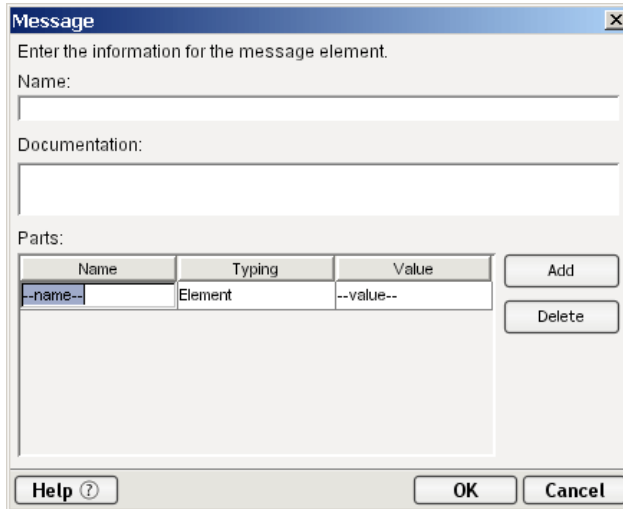 Message
Enter the information for the message element.
Name:
Documentation:
Parts:
Name Typing Value
--name-- Element --value--
Add
Delete
Help ?
OK Cancel